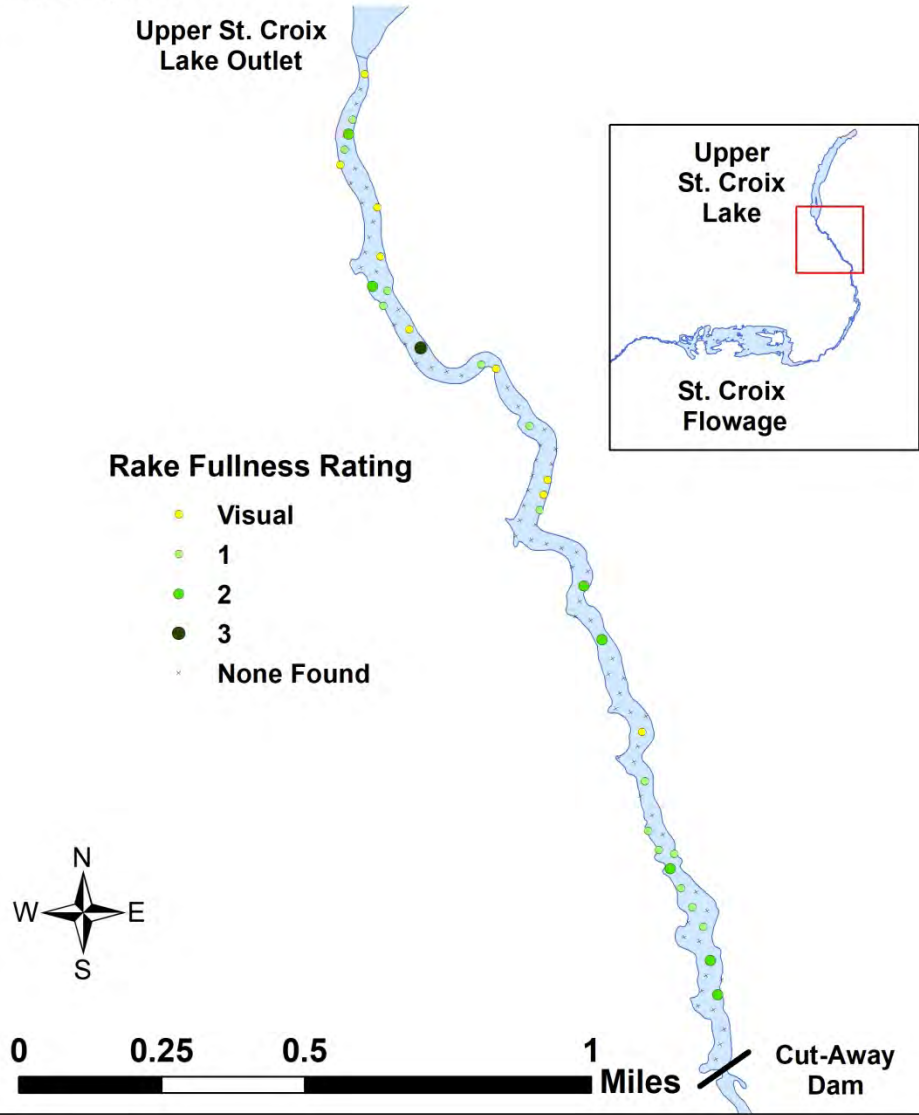 Upper St. Croix
Lake Outlet
Upper
St. Croix
Lake
St. Croix
Flowage
Rake Fullness Rating
Visual
1
2
3
None Found
N
W E
S
0 0.25 0.5 1 Miles
Cut-Away
Dam